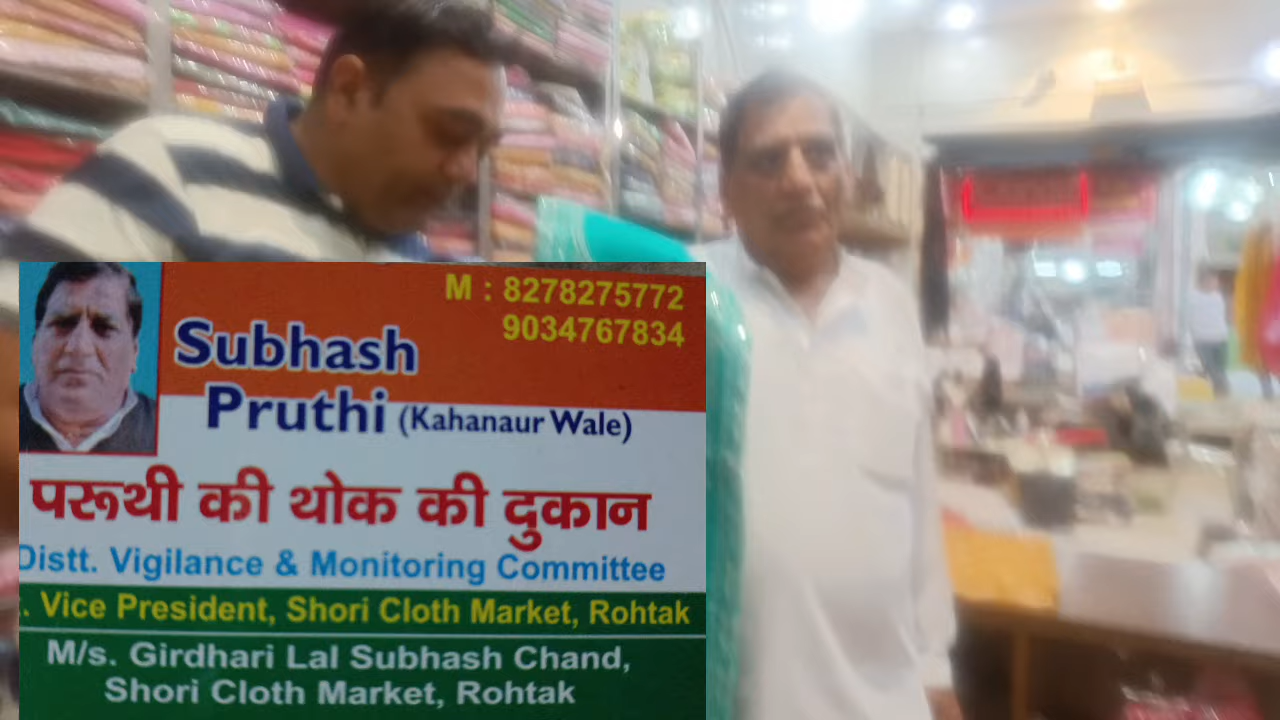 M : 8278275772
9034767834
Subhash
Pruthi (Kahanaur Wale)
परूथी की थोक की दुकान
Distt. Vigilance & Monitoring Committee
. Vice President, Shori Cloth Market, Rohtak
M/s. Girdhari Lal Subhash Chand,
Shori Cloth Market, Rohtak